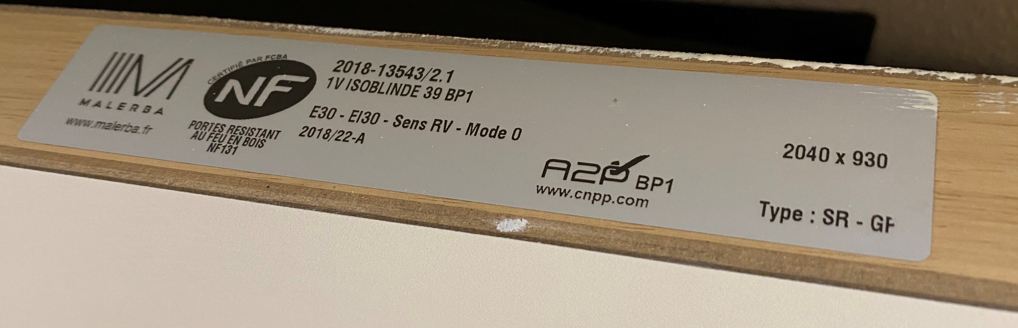 MALERBA
www.malerba.fr
CERTIFIÉ PAR FCBA
NF
PORTES RESISTANT
AU FEU EN BOIS
NF131
2018-13543/2.1
1V ISOBLINDE 39 BP1
E30 - EI30 - Sens RV - Mode 0
2018/22-A
A2P BP1
www.cnpp.com
2040 x 930
Type : SR - GF